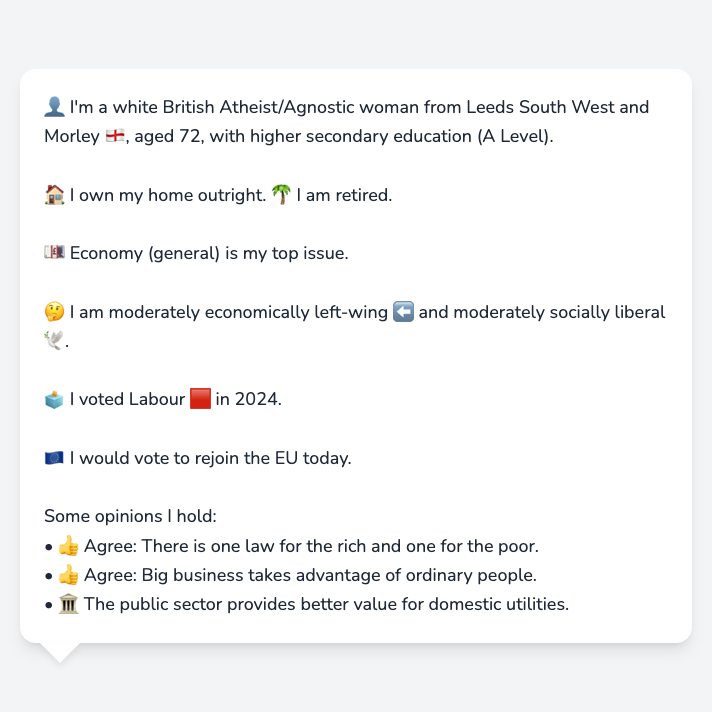 👤 I'm a white British Atheist/Agnostic woman from Leeds South West and
Morley 🏴󠁧󠁢󠁥󠁮󠁧󠁿, aged 72, with higher secondary education (A Level).
🏠 I own my home outright. 🌴 I am retired.
💷 Economy (general) is my top issue.
🤔 I am moderately economically left-wing ⬅️ and moderately socially liberal
🕊️.
🗳️ I voted Labour 🟥 in 2024.
🇪🇺 I would vote to rejoin the EU today.
Some opinions I hold:
• 👍 Agree: There is one law for the rich and one for the poor.
• 👍 Agree: Big business takes advantage of ordinary people.
• 🏛️ The public sector provides better value for domestic utilities.